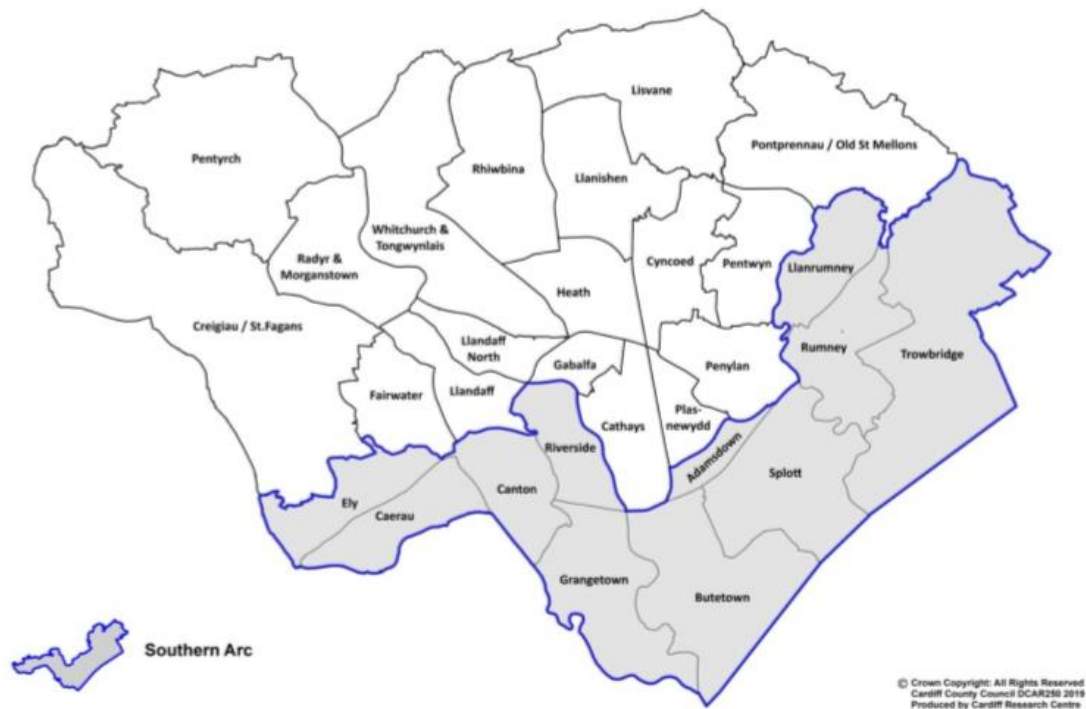 Lisvane
Pontprennau / Old St Mellons
Pentyrch
Rhiwbina
Llanishen
Whitchurch &
Tongwynlais
Radyr &
Morganstown
Cyncoed
Pentwyn
Llanrumney
Heath
Creigiau / St.Fagans
Llandaff
North
Rumney
Trowbridge
Gabalfa
Penylan
Fairwater
Llandaff
Plas-
newydd
Cathays
Riverside
Adamsdown
Splott
Canton
Ely
Caerau
Grangetown
Butetown
Southern Arc
© Crown Copyright: All Rights Reserved
Cardiff County Council DCAR250 2019
Produced by Cardiff Research Centre